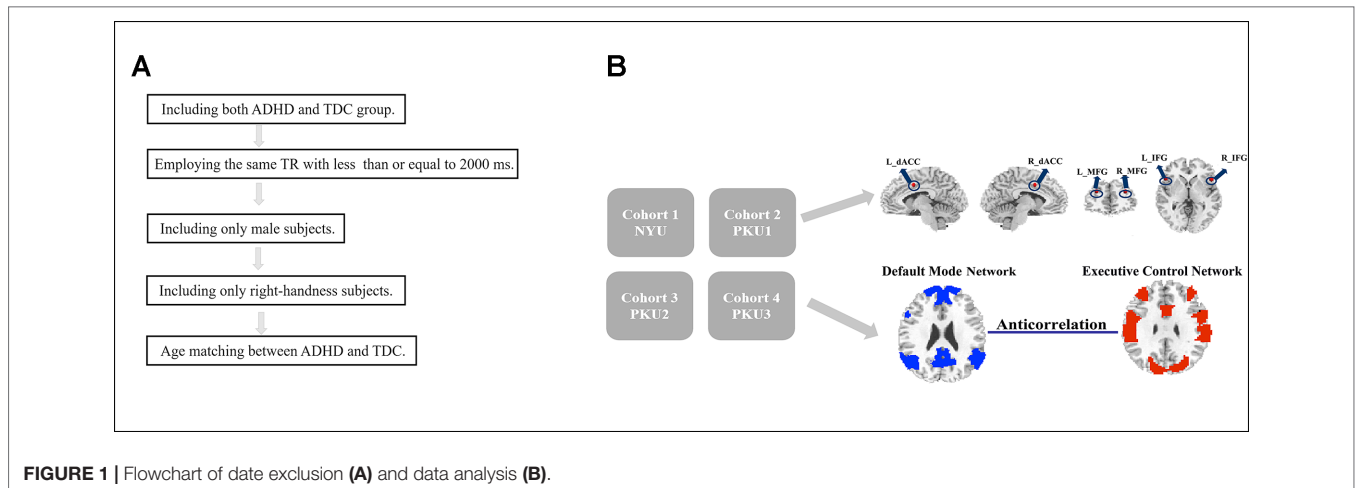 A
Including both ADHD and TDC group.
Employing the same TR with less than or equal to 2000 ms.
Including only male subjects.
Including only right-handness subjects.
Age matching between ADHD and TDC.
B
Cohort 1
NYU
Cohort 2
PKU1
Cohort 3
PKU2
Cohort 4
PKU3
L_dACC
R_dACC
L_MFG
R_MFG
L_IFG
R_IFG
Default Mode Network
Executive Control Network
Anticorrelation
FIGURE 1 | Flowchart of date exclusion (A) and data analysis (B).